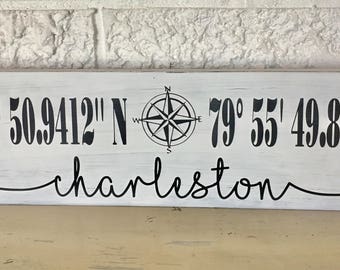 50.9412" N 79° 55' 49.8
N
W E
S
charleston